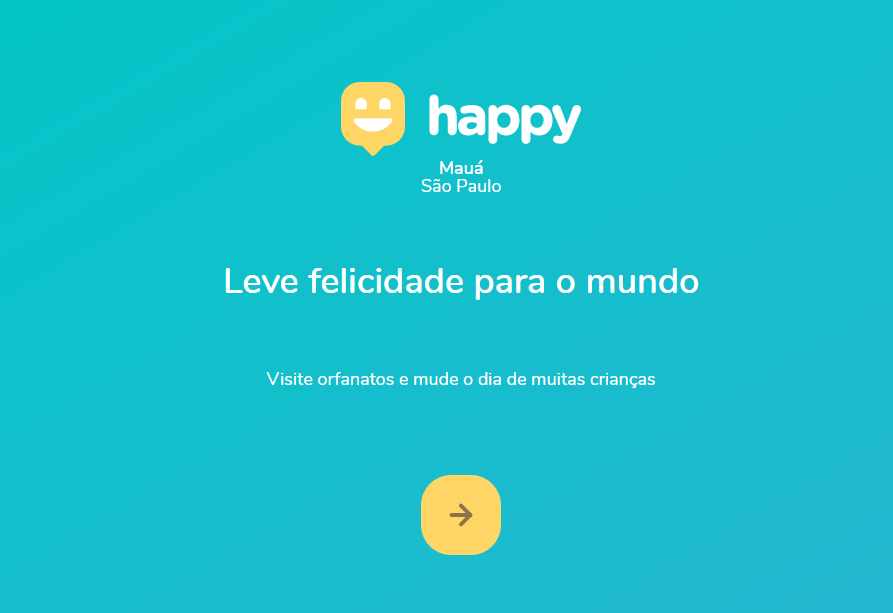 happy
Mauá
São Paulo
Leve felicidade para o mundo
Visite orfanatos e mude o dia de muitas crianças